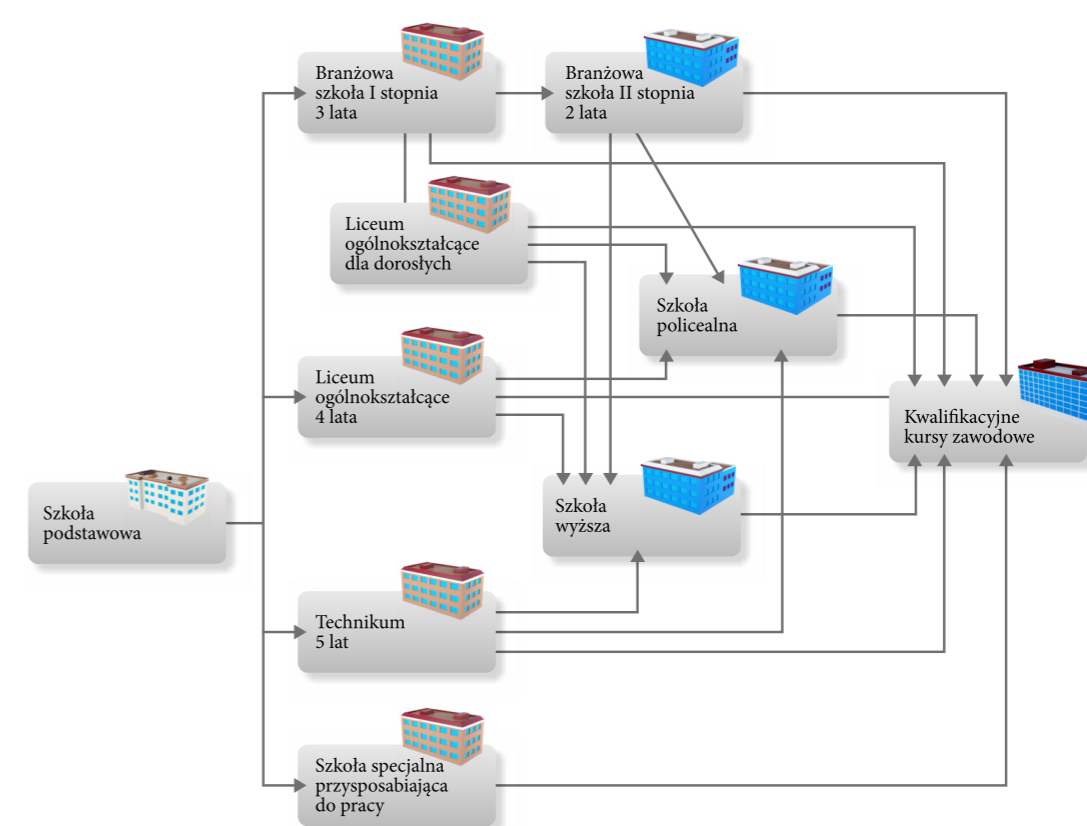 Branżowa
szkoła I stopnia
3 lata
Branżowa
szkoła II stopnia
2 lata
Liceum
ogólnokształcące
dla dorosłych
Szkoła
policealna
Liceum
ogólnokształcące
4 lata
Kwalifikacyjne
kursy zawodowe
Szkoła
podstawowa
Szkoła
wyższa
Technikum
5 lat
Szkoła specjalna
przysposabiająca
do pracy